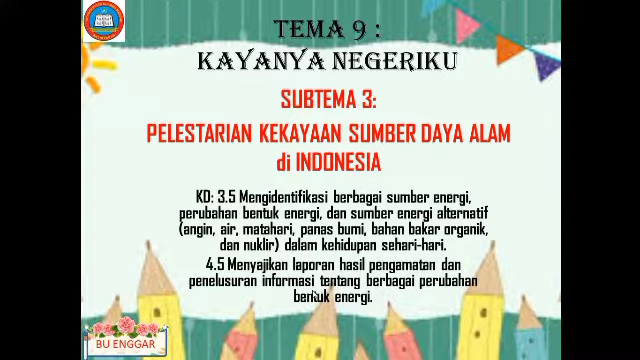 TEMA 9 :
KAYANYA NEGERIKU
SUBTEMA 3:
PELESTARIAN KEKAYAAN SUMBER DAYA ALAM
di INDONESIA
KD: 3.5 Mengidentifikasi berbagai sumber energi,
perubahan bentuk energi, dan sumber energi alternatif
(angin, air, matahari, panas bumi, bahan bakar organik,
dan nuklir) dalam kehidupan sehari-hari.
4.5 Menyajikan laporan hasil pengamatan dan
penelusuran informasi tentang berbagai perubahan
bentuk energi.
BU ENGGAR